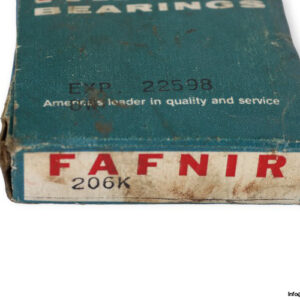 BEARINGS
EXP. 22598
America's leader in quality and service
FAFNIR
206K